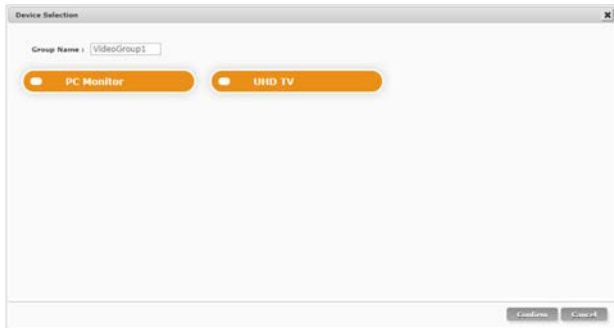 Device Selection
Group Name : VideoGroup1
PC Monitor
UHD TV
Confirm Cancel